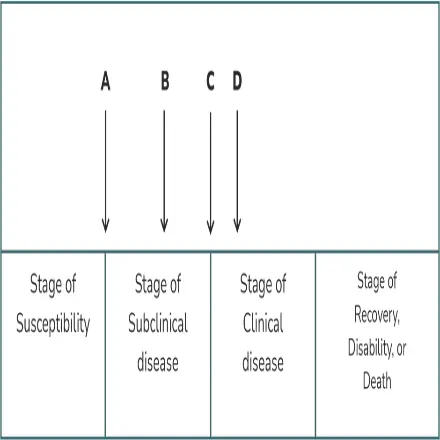 A B C D
Stage of
Susceptibility
Stage of
Subclinical
disease
Stage of
Clinical
disease
Stage of
Recovery,
Disability, or
Death